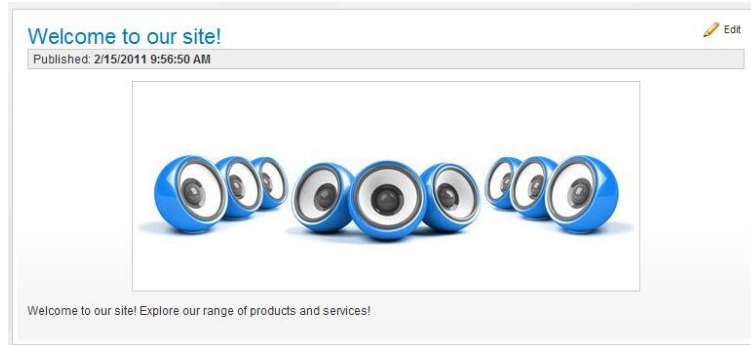 Welcome to our site!
Edit
Published: 2/15/2011 9:56:50 AM
Welcome to our site! Explore our range of products and services!